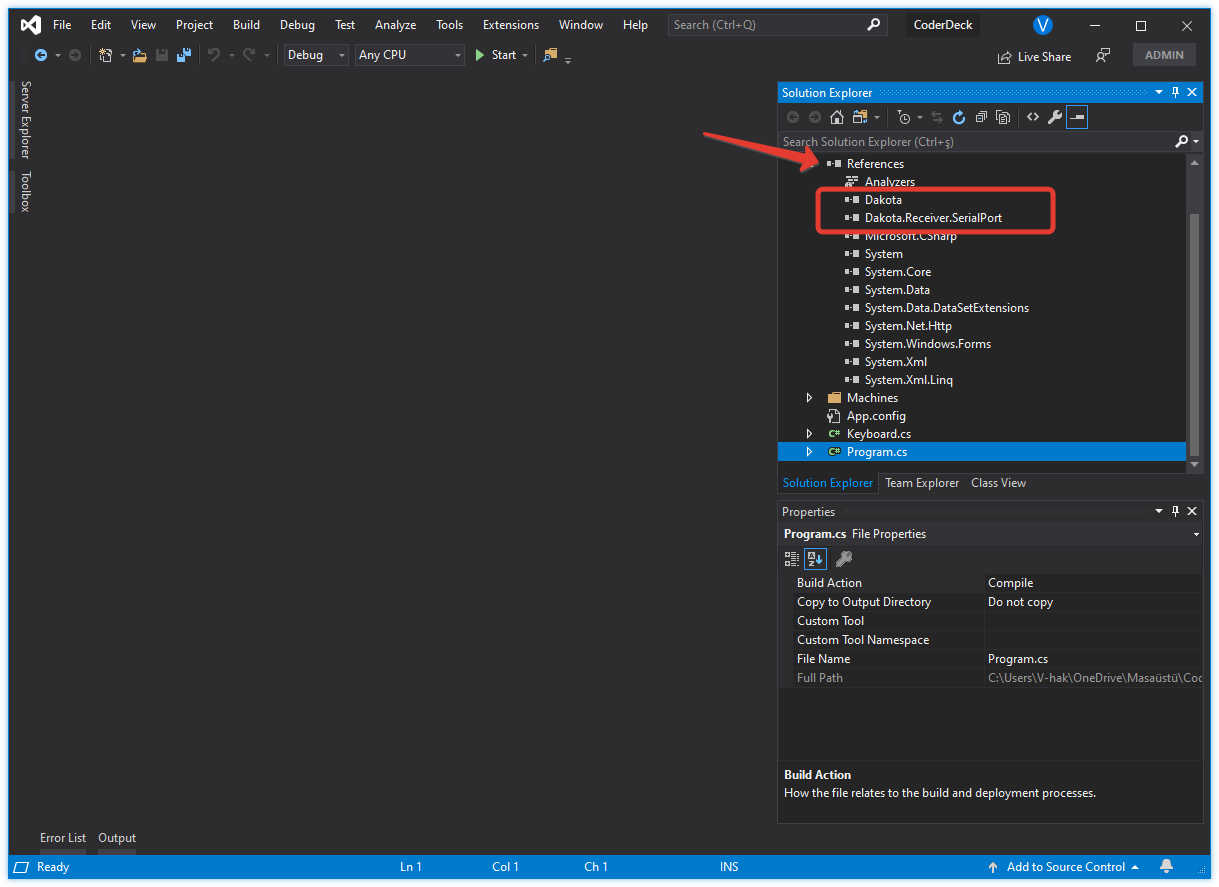 File Edit View Project Build Debug Test Analyze Tools Extensions Window Help Search (Ctrl+Q) CoderDeck V
Debug Any CPU Start Live Share ADMIN
Server Explorer
Toolbox
Solution Explorer
Search Solution Explorer (Ctrl+ş)
References
Analyzers
Dakota
Dakota.Receiver.SerialPort
Microsoft.CSharp
System
System.Core
System.Data
System.Data.DataSetExtensions
System.Net.Http
System.Windows.Forms
System.Xml
System.Xml.Linq
Machines
App.config
C# Keyboard.cs
C# Program.cs
Solution Explorer Team Explorer Class View
Properties
Program.cs File Properties
Build Action Compile
Copy to Output Directory Do not copy
Custom Tool
Custom Tool Namespace
File Name Program.cs
Full Path C:\Users\V-hak\OneDrive\Masaüstü\Coc
Build Action
How the file relates to the build and deployment processes.
Error List Output
Ready Ln 1 Col 1 Ch 1 INS Add to Source Control